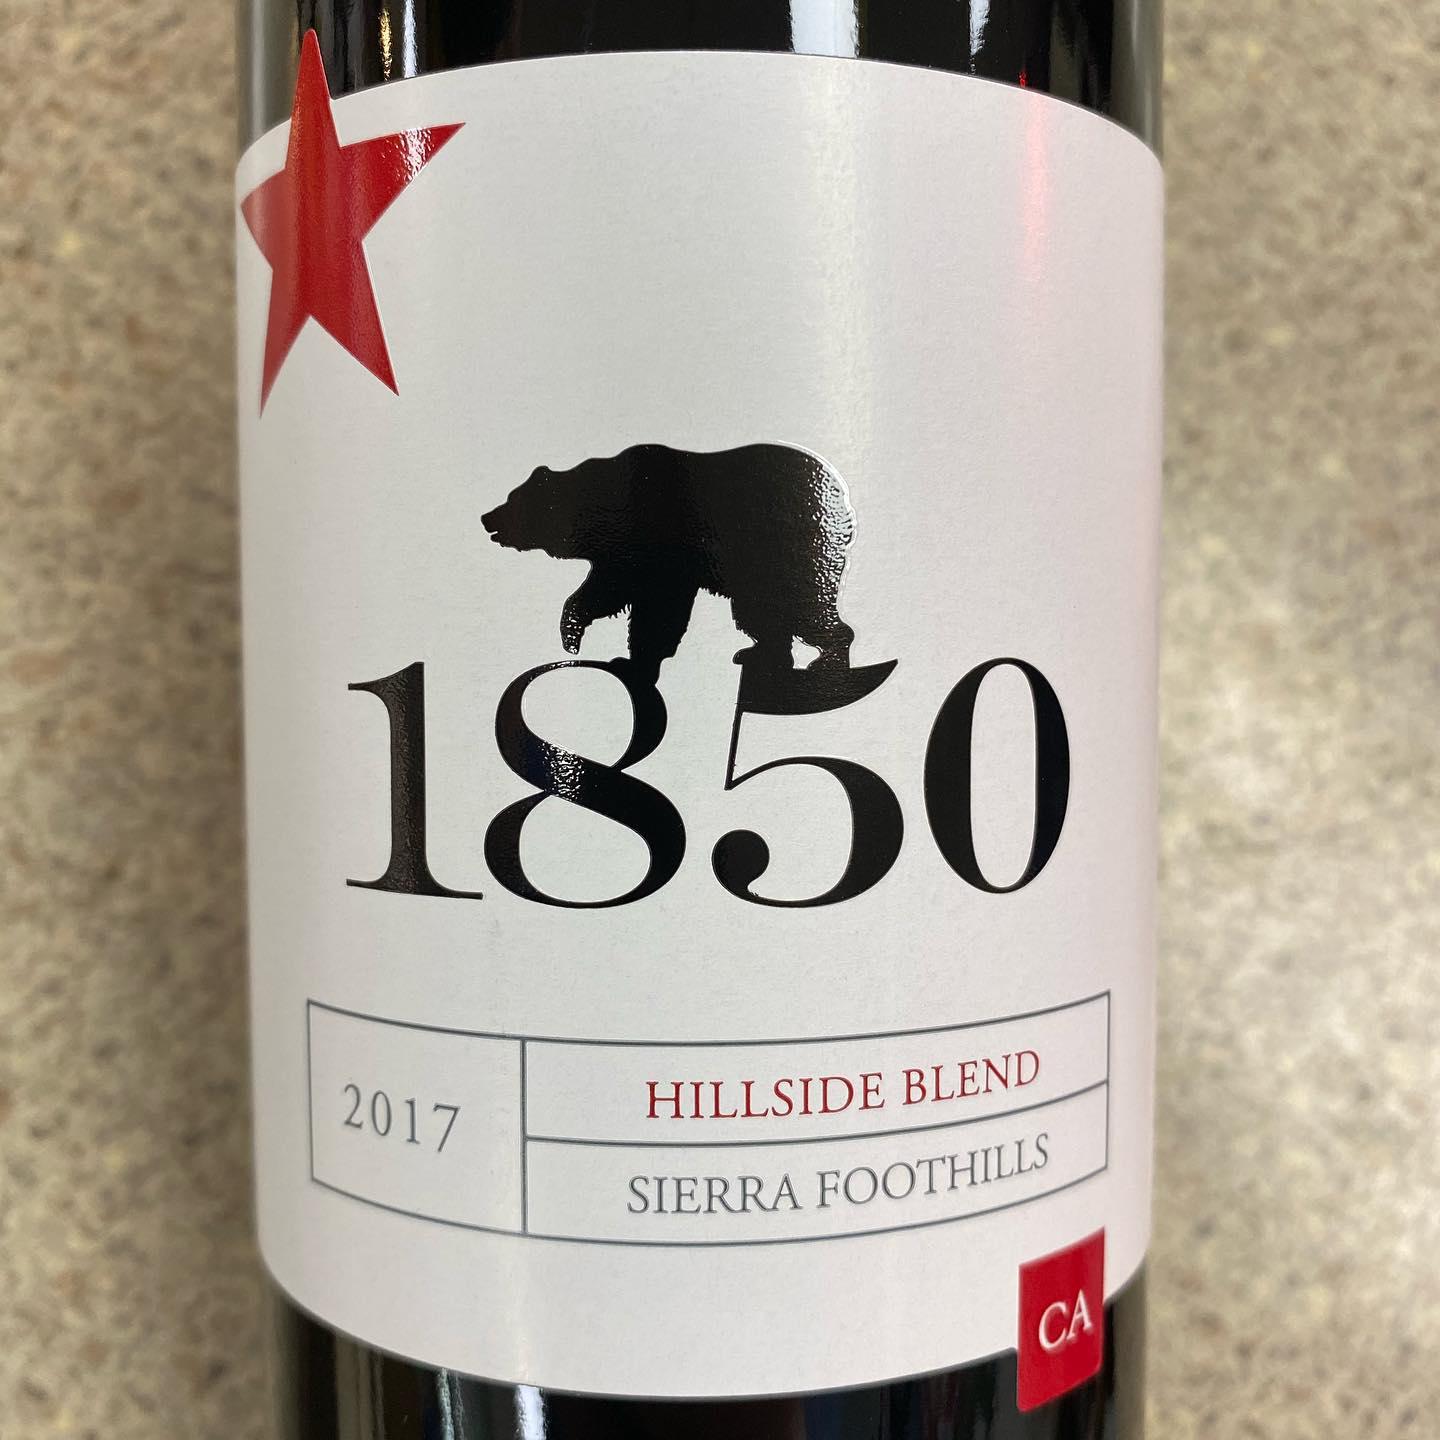 1850
2017
HILLSIDE BLEND
SIERRA FOOTHILLS
CA